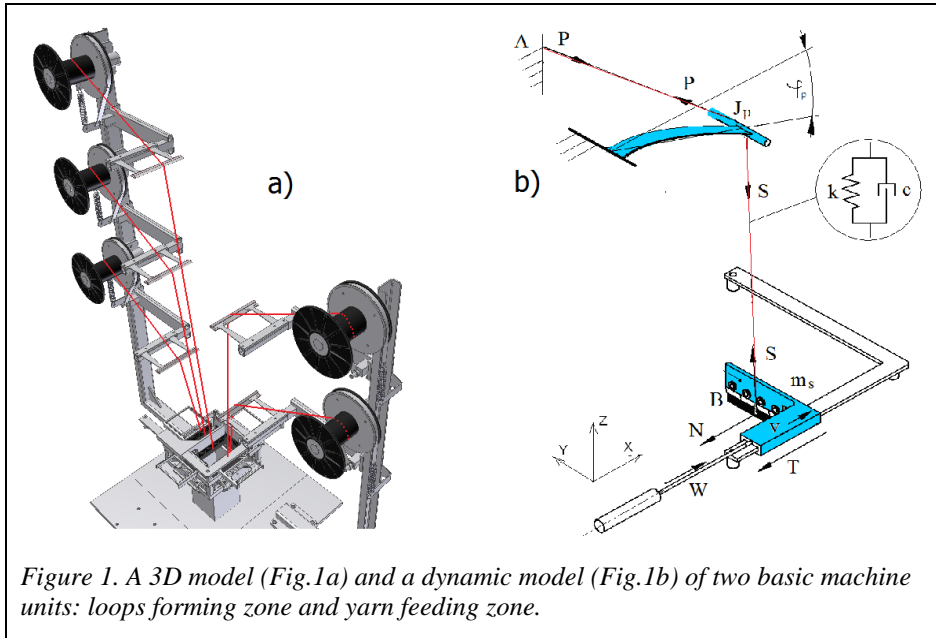 a)
b)
A
P
P
J_p
φ_p
S
k
c
S
m_s
B
v
N
T
W
Z
Y
X
Figure 1. A 3D model (Fig.1a) and a dynamic model (Fig.1b) of two basic machine
units: loops forming zone and yarn feeding zone.